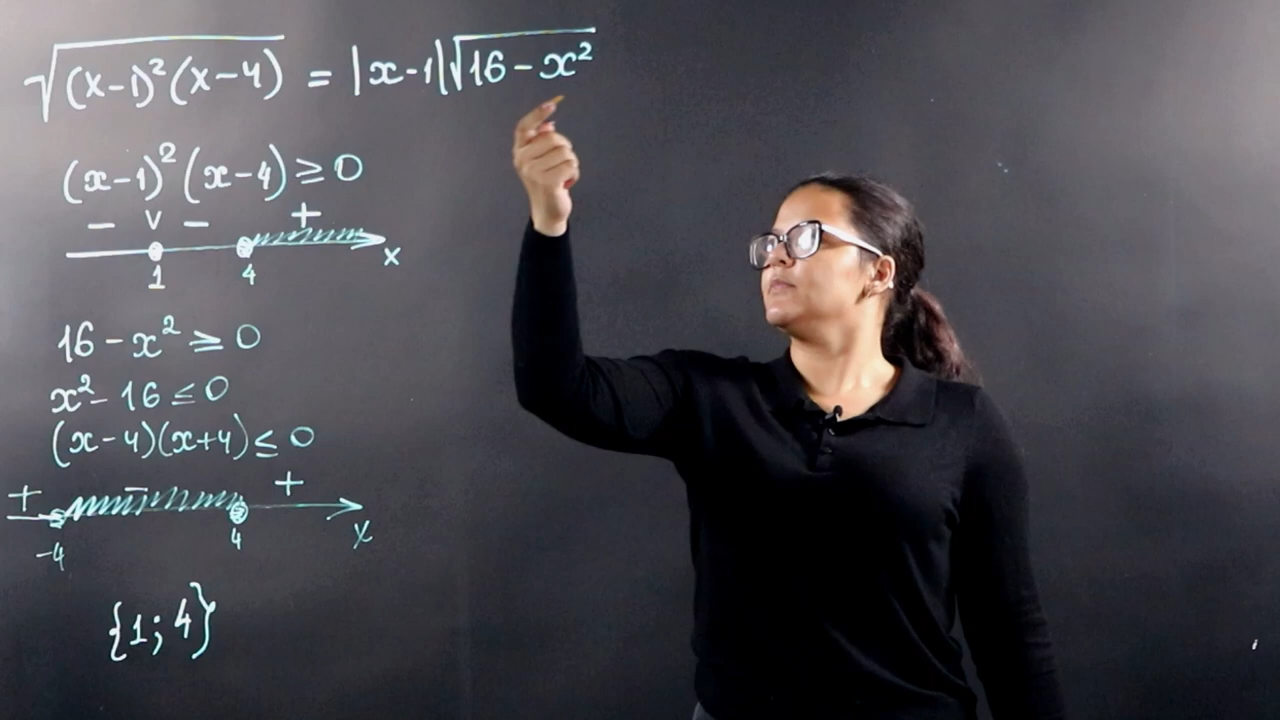 √((x-1)²(x-4)) = |x-1|√(16-x²)
(x-1)²(x-4) ≥ 0
− v − +
1 4 x
16-x² ≥ 0
x²-16 ≤ 0
(x-4)(x+4) ≤ 0
+ − +
-4 4 x
{1; 4}